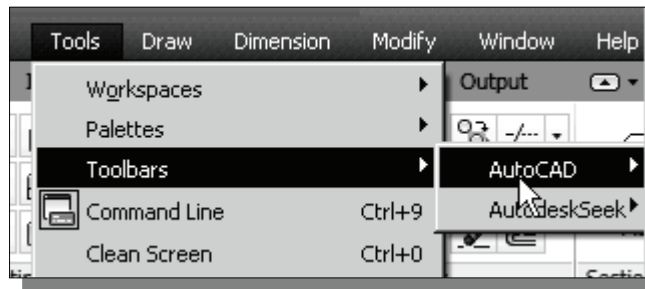 Tools Draw Dimension Modify Window Help
Workspaces Output
Palettes
Toolbars AutoCAD
Command Line Ctrl+9 AutodeskSeek
Clean Screen Ctrl+0